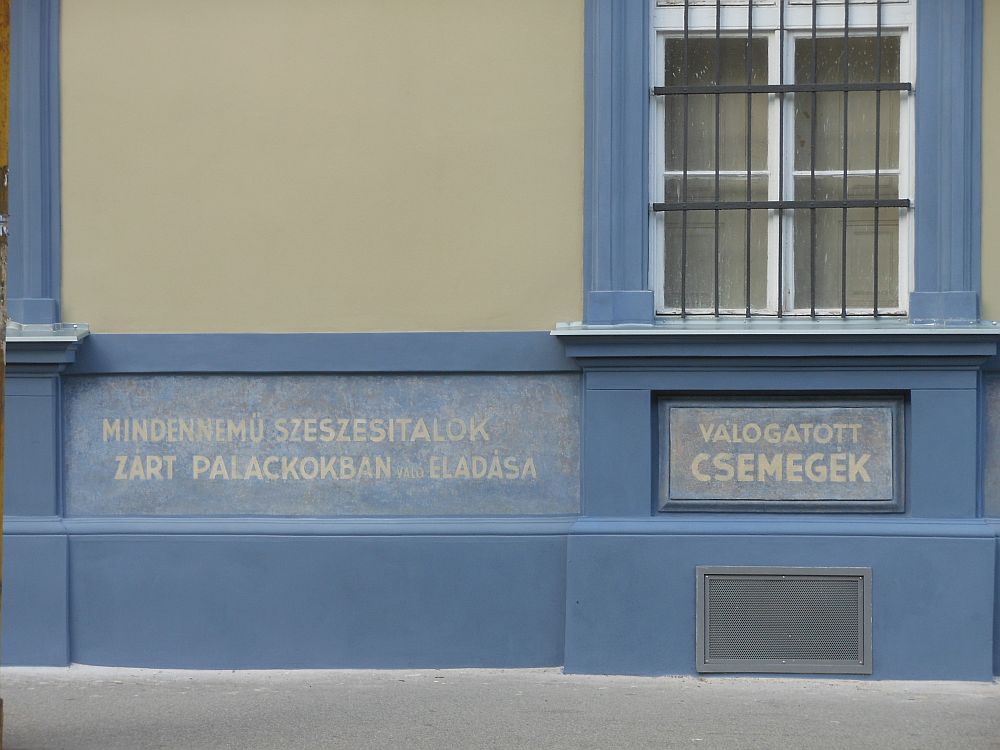 MINDENNEMŰ SZESZESITALOK
ZÁRT PALACKOKBAN VALÓ ELADÁSA
VÁLOGATOTT
CSEMEGÉK